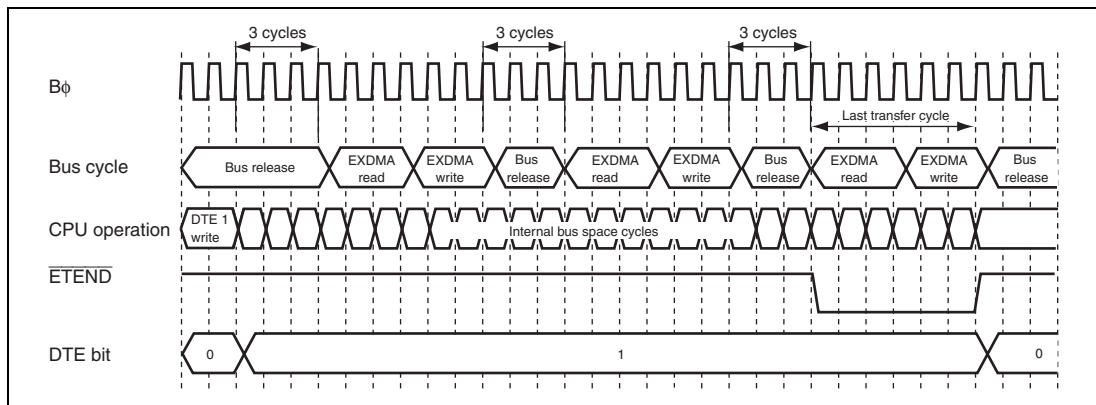 3 cycles 3 cycles 3 cycles
Bφ
Last transfer cycle
Bus cycle
Bus release
EXDMA read
EXDMA write
Bus release
EXDMA read
EXDMA write
Bus release
EXDMA read
EXDMA write
Bus release
CPU operation
DTE 1 write
Internal bus space cycles
ETEND
DTE bit
0 1 0